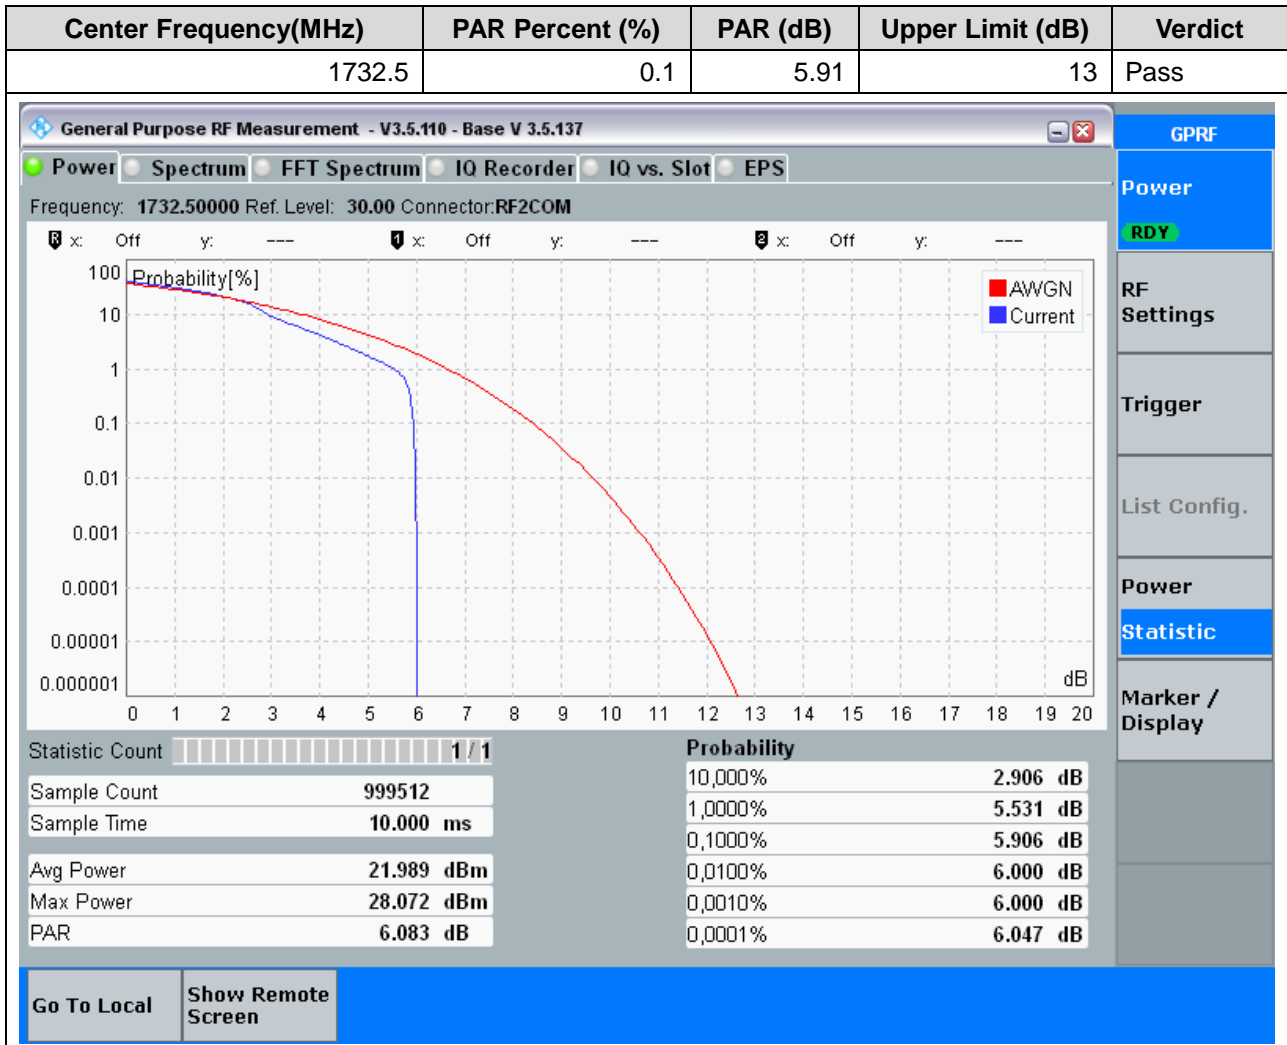 Center Frequency(MHz) PAR Percent (%) PAR (dB) Upper Limit (dB) Verdict
1732.5 0.1 5.91 13 Pass
General Purpose RF Measurement - V3.5.110 - Base V 3.5.137
GPRF
Power Spectrum FFT Spectrum IQ Recorder IQ vs. Slot EPS
Power
RDY
Frequency: 1732.50000 Ref. Level: 30.00 Connector:RF2COM
R x: Off y: --- 1 x: Off y: --- 2 x: Off y: ---
Probability[%]
AWGN
Current
100
10
1
0.1
0.01
0.001
0.0001
0.00001
0.000001
dB
0 1 2 3 4 5 6 7 8 9 10 11 12 13 14 15 16 17 18 19 20
RF
Settings
Trigger
List Config.
Power
Statistic
Marker /
Display
Statistic Count 1 / 1
Sample Count 999512
Sample Time 10.000 ms
Avg Power 21.989 dBm
Max Power 28.072 dBm
PAR 6.083 dB
Probability
10,000% 2.906 dB
1,0000% 5.531 dB
0,1000% 5.906 dB
0,0100% 6.000 dB
0,0010% 6.000 dB
0,0001% 6.047 dB
Go To Local
Show Remote
Screen